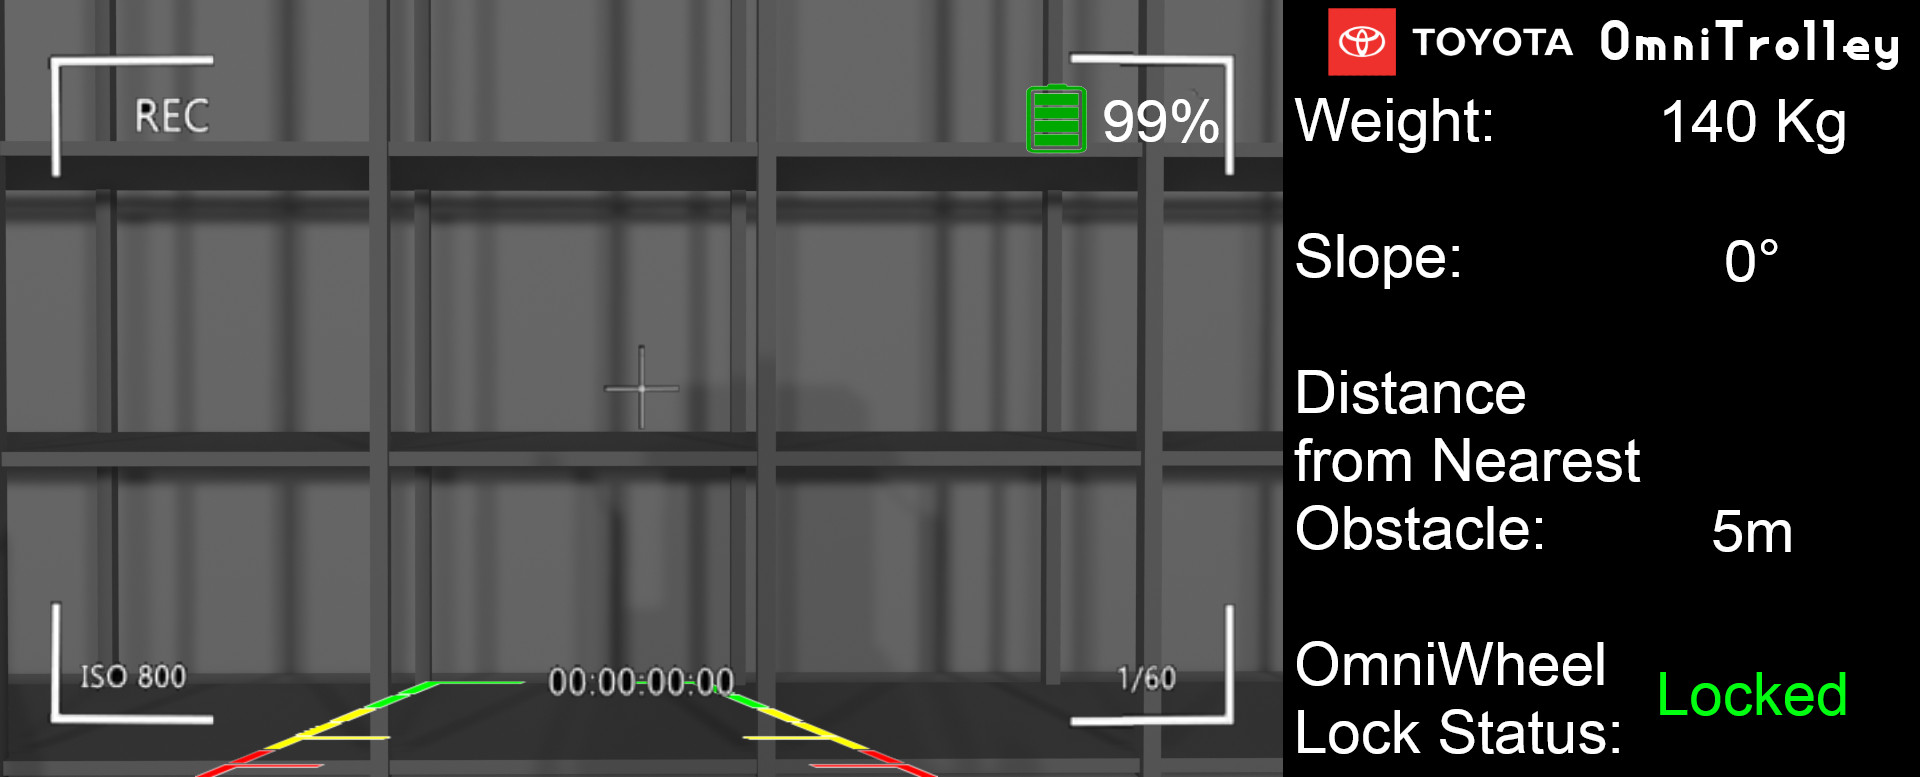 REC
99%
ISO 800
00:00:00:00
1/60
TOYOTA OmniTrolley
Weight: 140 Kg
Slope: 0°
Distance
from Nearest
Obstacle: 5m
OmniWheel
Lock Status: Locked